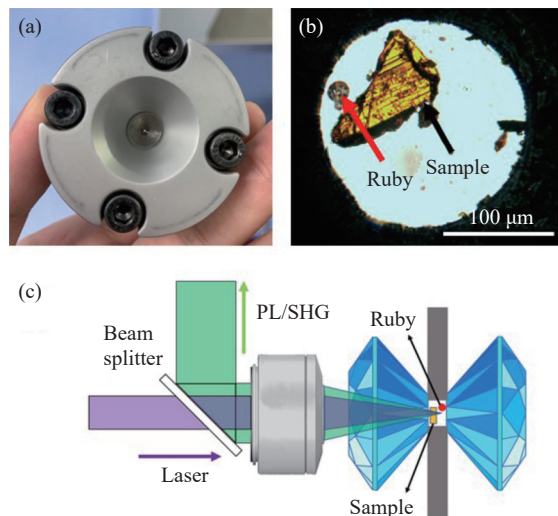 (a)
(b)
Ruby
Sample
100 μm
(c)
PL/SHG
Beam
splitter
Laser
Ruby
Sample